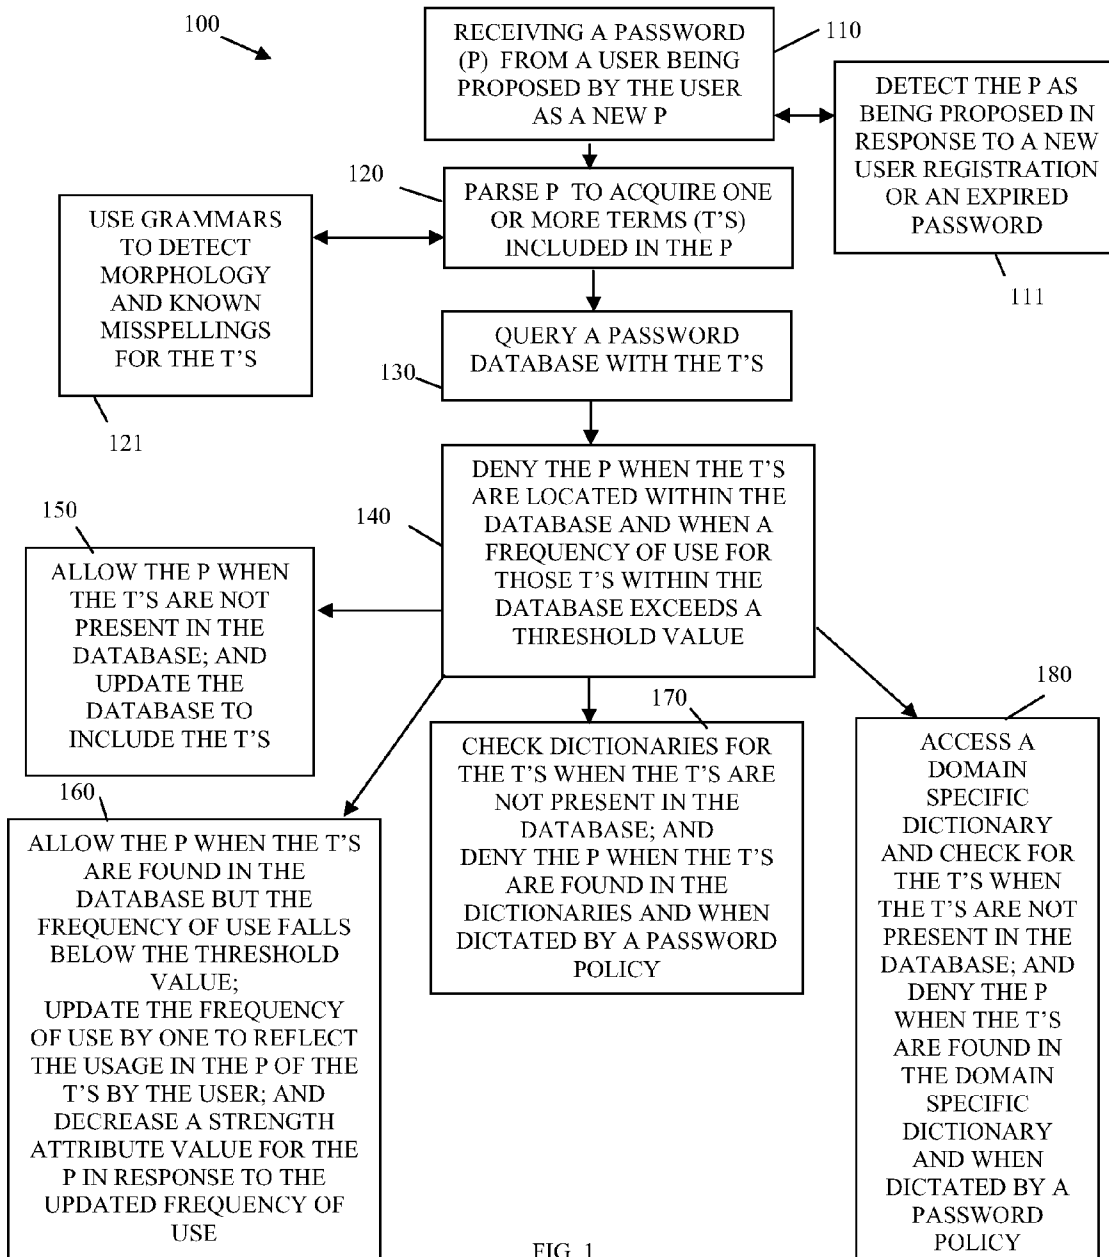 100
RECEIVING A PASSWORD
(P) FROM A USER BEING
PROPOSED BY THE USER
AS A NEW P
110
DETECT THE P AS
BEING PROPOSED IN
RESPONSE TO A NEW
USER REGISTRATION
OR AN EXPIRED
PASSWORD
111
120
PARSE P TO ACQUIRE ONE
OR MORE TERMS (T'S)
INCLUDED IN THE P
USE GRAMMARS
TO DETECT
MORPHOLOGY
AND KNOWN
MISSPELLINGS
FOR THE T'S
121
QUERY A PASSWORD
DATABASE WITH THE T'S
130
DENY THE P WHEN THE T'S
ARE LOCATED WITHIN THE
DATABASE AND WHEN A
FREQUENCY OF USE FOR
THOSE T'S WITHIN THE
DATABASE EXCEEDS A
THRESHOLD VALUE
140
150
ALLOW THE P WHEN
THE T'S ARE NOT
PRESENT IN THE
DATABASE; AND
UPDATE THE
DATABASE TO
INCLUDE THE T'S
160
ALLOW THE P WHEN THE T'S
ARE FOUND IN THE
DATABASE BUT THE
FREQUENCY OF USE FALLS
BELOW THE THRESHOLD
VALUE;
UPDATE THE FREQUENCY
OF USE BY ONE TO REFLECT
THE USAGE IN THE P OF THE
T'S BY THE USER; AND
DECREASE A STRENGTH
ATTRIBUTE VALUE FOR THE
P IN RESPONSE TO THE
UPDATED FREQUENCY OF
USE
170
CHECK DICTIONARIES FOR
THE T'S WHEN THE T'S ARE
NOT PRESENT IN THE
DATABASE; AND
DENY THE P WHEN THE T'S
ARE FOUND IN THE
DICTIONARIES AND WHEN
DICTATED BY A PASSWORD
POLICY
180
ACCESS A
DOMAIN
SPECIFIC
DICTIONARY
AND CHECK FOR
THE T'S WHEN
THE T'S ARE NOT
PRESENT IN THE
DATABASE; AND
DENY THE P
WHEN THE T'S
ARE FOUND IN
THE DOMAIN
SPECIFIC
DICTIONARY
AND WHEN
DICTATED BY A
PASSWORD
POLICY
FIG. 1